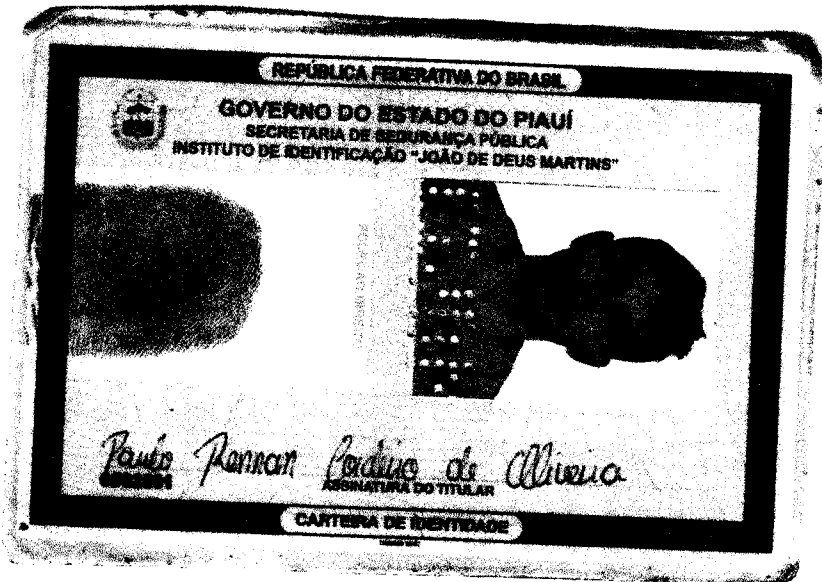 REPÚBLICA FEDERATIVA DO BRASIL
GOVERNO DO ESTADO DO PIAUÍ
SECRETARIA DE SEGURANÇA PÚBLICA
INSTITUTO DE IDENTIFICAÇÃO "JOÃO DE DEUS MARTINS"
Paulo Rennan Cordeiro de Oliveira
ASSINATURA DO TITULAR
CARTEIRA DE IDENTIDADE